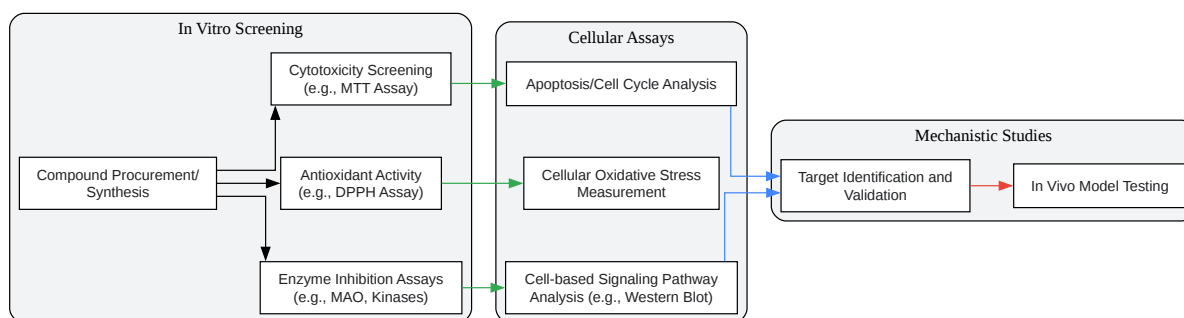 In Vitro Screening
Compound Procurement/
Synthesis
Cytotoxicity Screening
(e.g., MTT Assay)
Antioxidant Activity
(e.g., DPPH Assay)
Enzyme Inhibition Assays
(e.g., MAO, Kinases)
Cellular Assays
Apoptosis/Cell Cycle Analysis
Cellular Oxidative Stress
Measurement
Cell-based Signaling Pathway
Analysis (e.g., Western Blot)
Mechanistic Studies
Target Identification and
Validation
In Vivo Model Testing